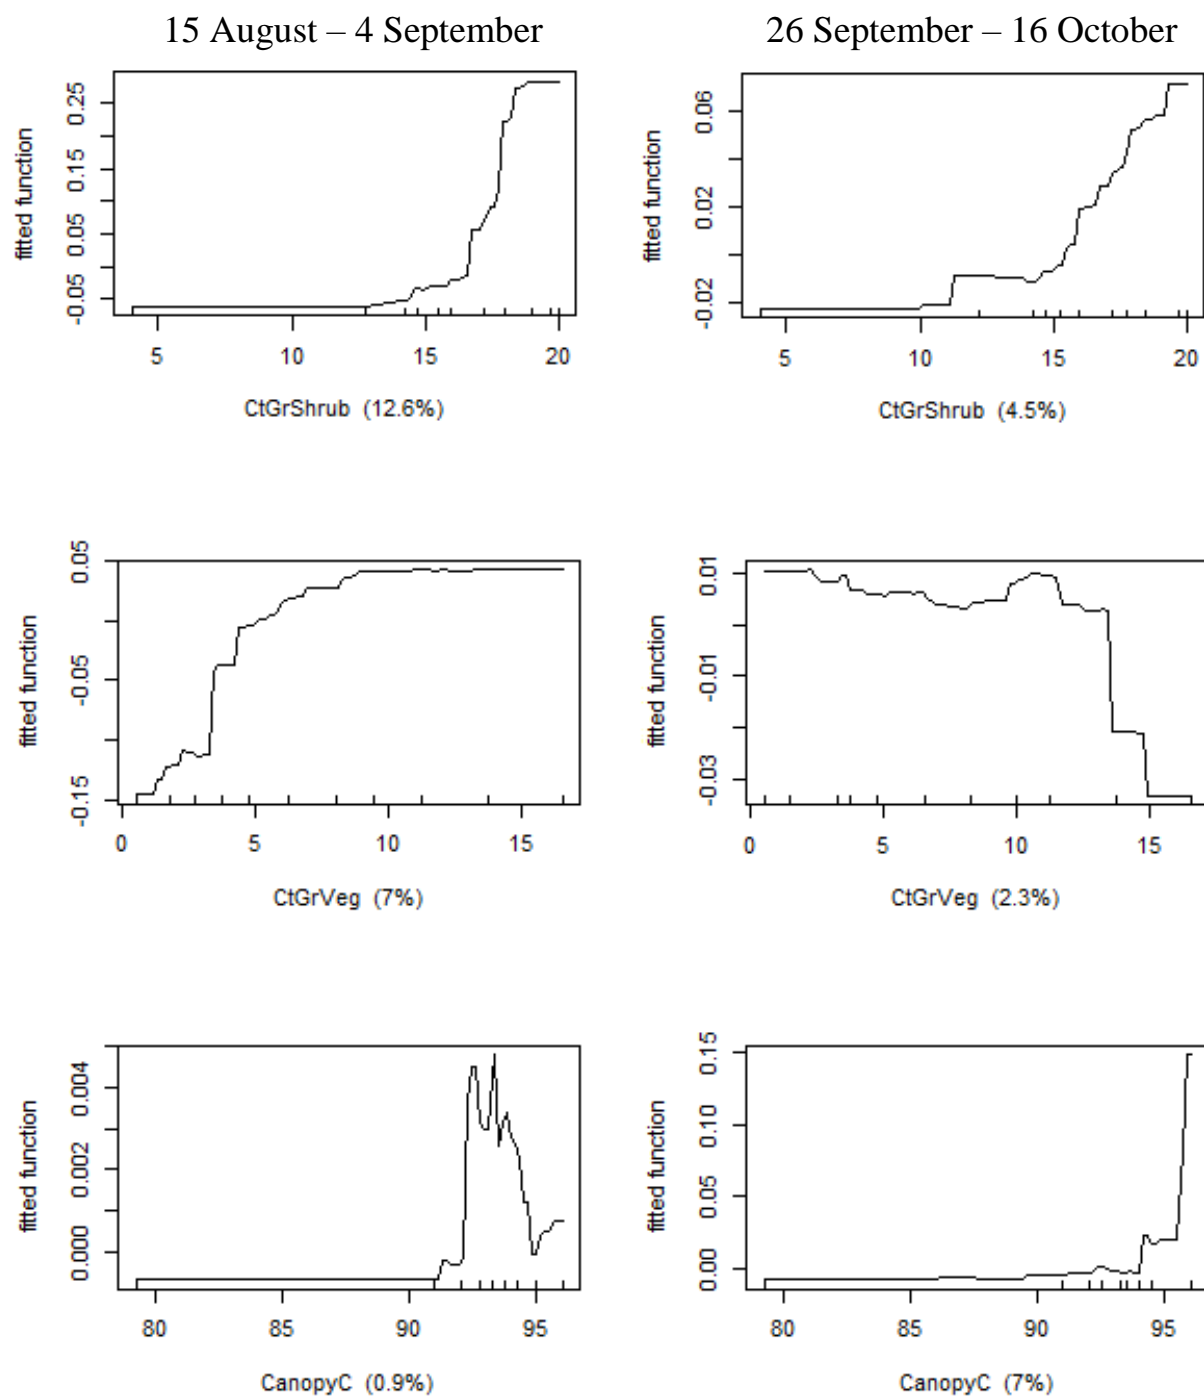 15 August – 4 September
26 September – 16 October
fitted function
-0.05 0.05 0.15 0.25
5 10 15 20
CtGrShrub (12.6%)
fitted function
-0.02 0.02 0.06
5 10 15 20
CtGrShrub (4.5%)
fitted function
-0.15 -0.05 0.05
0 5 10 15
CtGrVeg (7%)
fitted function
-0.03 -0.01 0.01
0 5 10 15
CtGrVeg (2.3%)
fitted function
0.000 0.002 0.004
80 85 90 95
CanopyC (0.9%)
fitted function
0.00 0.05 0.10 0.15
80 85 90 95
CanopyC (7%)